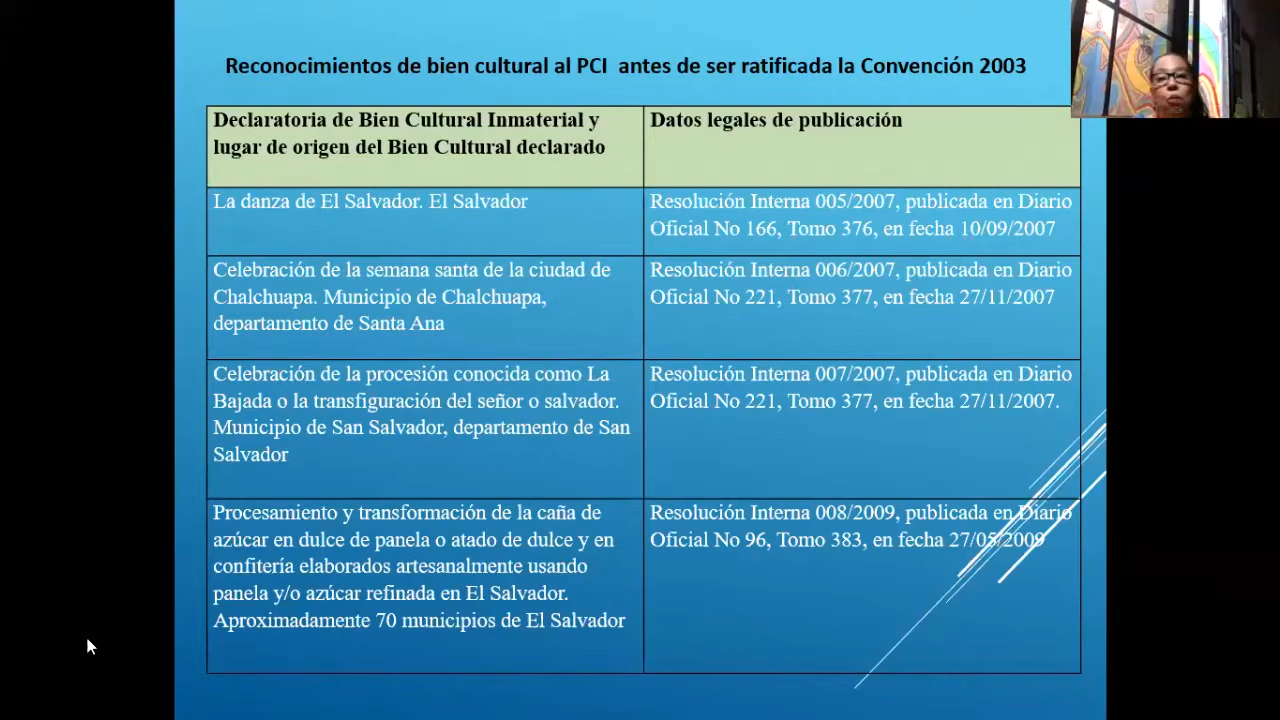 Reconocimientos de bien cultural al PCI antes de ser ratificada la Convención 2003
Declaratoria de Bien Cultural Inmaterial y
lugar de origen del Bien Cultural declarado
Datos legales de publicación
La danza de El Salvador. El Salvador
Resolución Interna 005/2007, publicada en Diario
Oficial No 166, Tomo 376, en fecha 10/09/2007
Celebración de la semana santa de la ciudad de
Chalchuapa. Municipio de Chalchuapa,
departamento de Santa Ana
Resolución Interna 006/2007, publicada en Diario
Oficial No 221, Tomo 377, en fecha 27/11/2007
Celebración de la procesión conocida como La
Bajada o la transfiguración del señor o salvador.
Municipio de San Salvador, departamento de San
Salvador
Resolución Interna 007/2007, publicada en Diario
Oficial No 221, Tomo 377, en fecha 27/11/2007.
Procesamiento y transformación de la caña de
azúcar en dulce de panela o atado de dulce y en
confitería elaborados artesanalmente usando
panela y/o azúcar refinada en El Salvador.
Aproximadamente 70 municipios de El Salvador
Resolución Interna 008/2009, publicada en Diario
Oficial No 96, Tomo 383, en fecha 27/05/2009